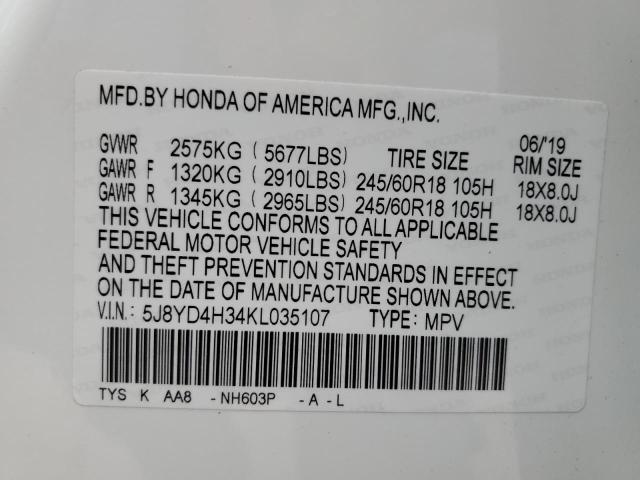 MFD.BY HONDA OF AMERICA MFG.,INC.
06/'19
GVWR 2575KG ( 5677LBS) TIRE SIZE RIM SIZE
GAWR F 1320KG ( 2910LBS) 245/60R18 105H 18X8.0J
GAWR R 1345KG ( 2965LBS) 245/60R18 105H 18X8.0J
THIS VEHICLE CONFORMS TO ALL APPLICABLE
FEDERAL MOTOR VEHICLE SAFETY
AND THEFT PREVENTION STANDARDS IN EFFECT
ON THE DATE OF MANUFACTURE SHOWN ABOVE.
V.I.N.: 5J8YD4H34KL035107 TYPE: MPV
TYS K AA8 -NH603P -A-L